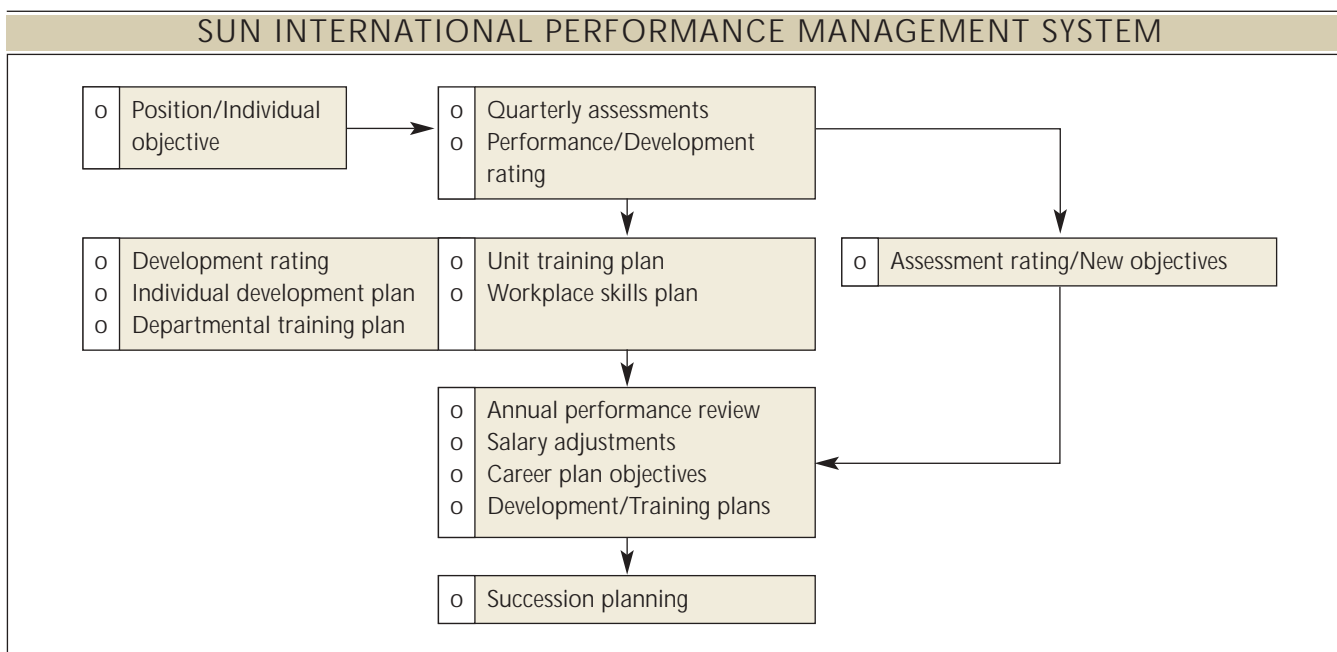 SUN INTERNATIONAL PERFORMANCE MANAGEMENT SYSTEM
o Position/Individual
objective
o Quarterly assessments
o Performance/Development
rating
o Development rating
o Individual development plan
o Departmental training plan
o Unit training plan
o Workplace skills plan
o Assessment rating/New objectives
o Annual performance review
o Salary adjustments
o Career plan objectives
o Development/Training plans
o Succession planning